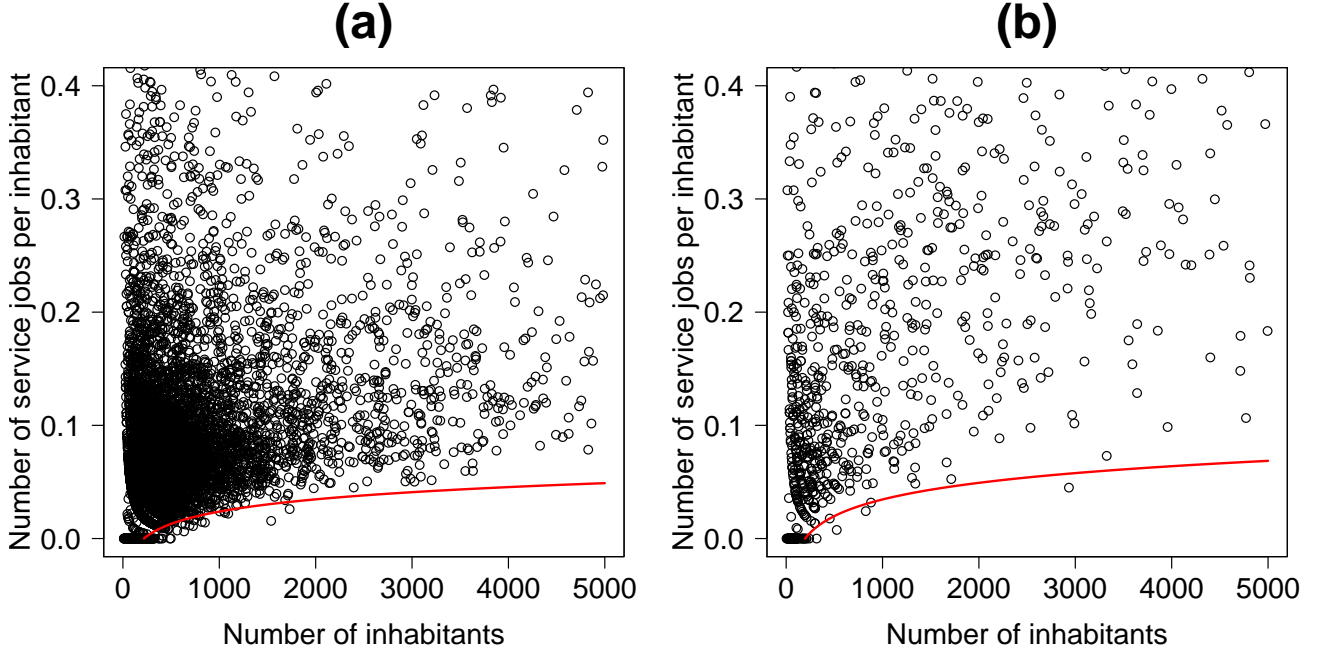 (a)
Number of service jobs per inhabitant
0.4
0.3
0.2
0.1
0.0
0 1000 2000 3000 4000 5000
Number of inhabitants
(b)
Number of service jobs per inhabitant
0.4
0.3
0.2
0.1
0.0
0 1000 2000 3000 4000 5000
Number of inhabitants